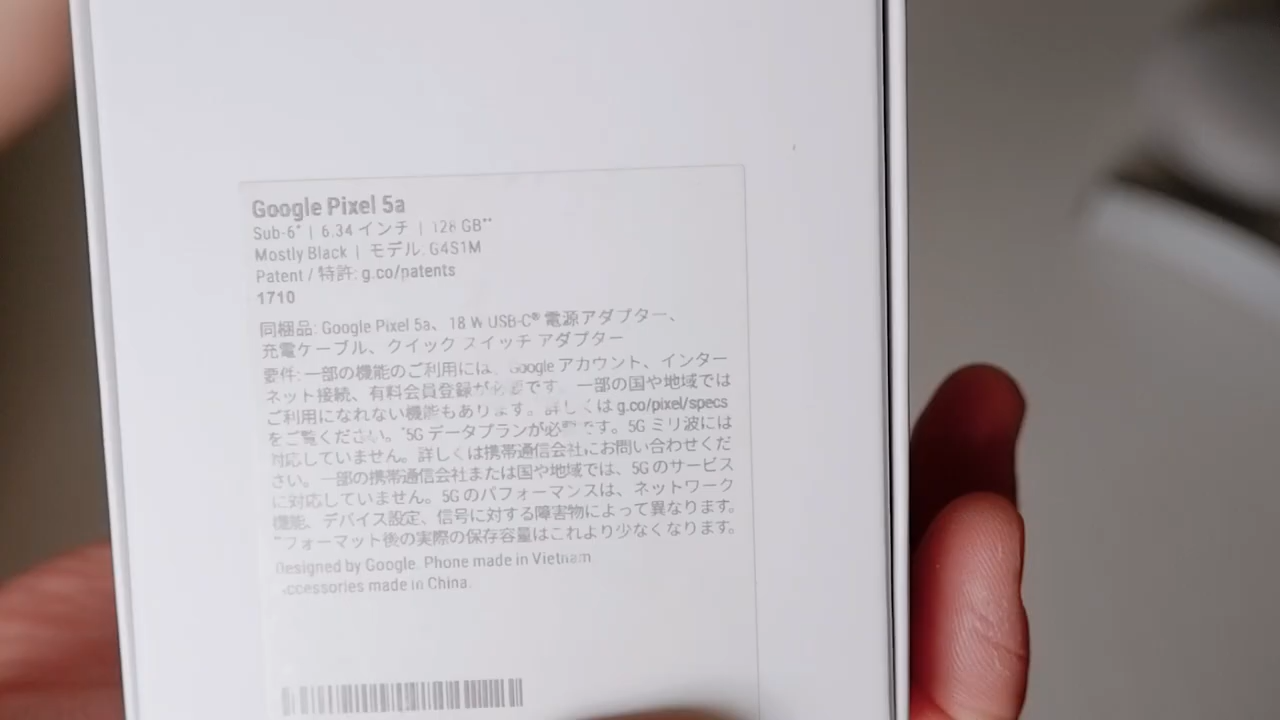 Google Pixel 5a
Sub-6* | 6.34 インチ | 128 GB**
Mostly Black | モデル: G4S1M
Patent / 特許: g.co/patents
1710
同梱品: Google Pixel 5a、18 W USB-C® 電源アダプター、
充電ケーブル、クイック スイッチ アダプター
要件: 一部の機能のご利用には、Google アカウント、インター
ネット接続、有料会員登録が必要です。一部の国や地域では
ご利用になれない機能もあります。詳しくは g.co/pixel/specs
をご覧ください。*5G データプランが必要です。5G ミリ波には
対応していません。詳しくは携帯通信会社にお問い合わせくだ
さい。一部の携帯通信会社または国や地域では、5G のサービス
に対応していません。5G のパフォーマンスは、ネットワーク
機能、デバイス設定、信号に対する障害物によって異なります。
**フォーマット後の実際の保存容量はこれより少なくなります。
Designed by Google. Phone made in Vietnam.
Accessories made in China.